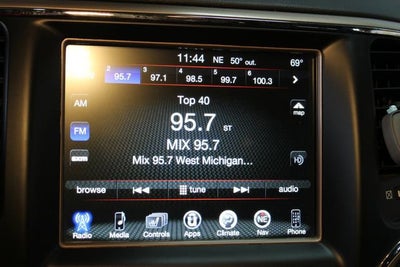 11:44 NE 50° out. 69°
2 95.7 3 97.1 4 98.5 5 99.7 6 100.3
AM
Top 40
95.7 ST
map
FM
MIX 95.7
Mix 95.7 West Michigan...
sxm
browse tune audio
Radio Media Controls Apps Climate Nav Phone
NE